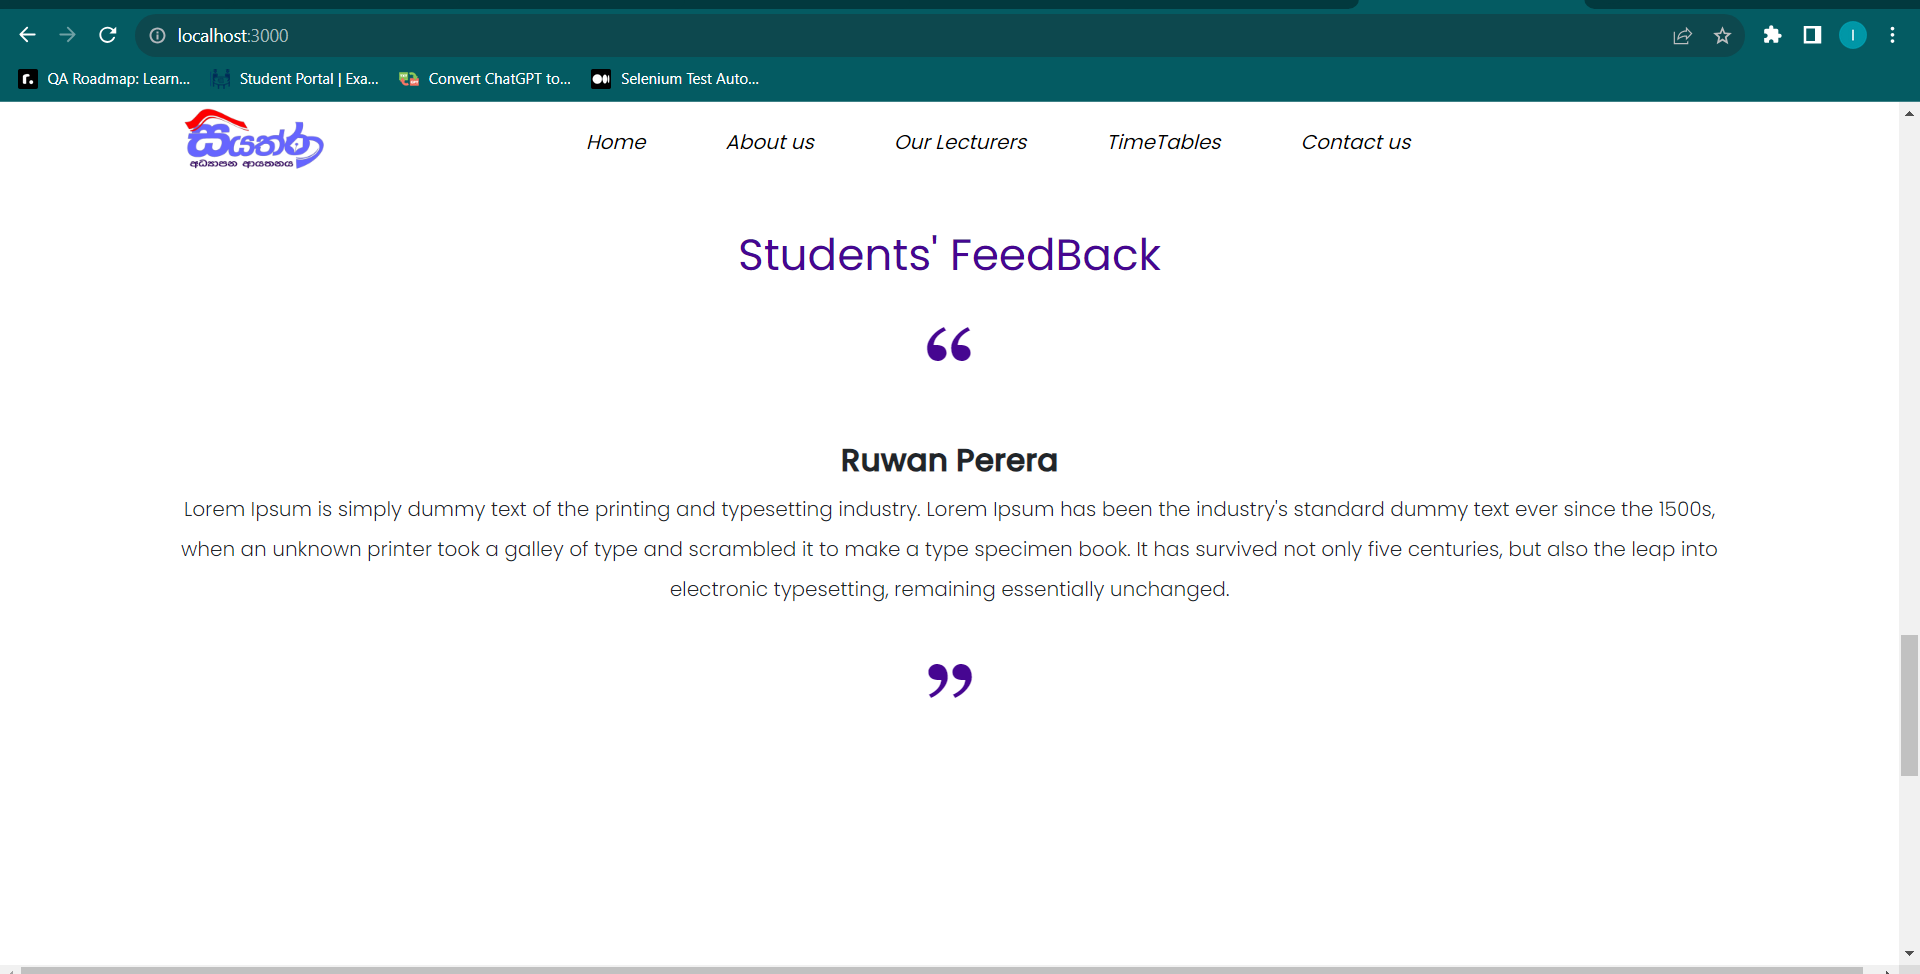 localhost:3000
QA Roadmap: Learn... Student Portal | Exa... Convert ChatGPT to... Selenium Test Auto...
I
සියත්රා
අධ්‍යාපන ආයතනය
Home About us Our Lecturers TimeTables Contact us
Students' FeedBack
“
Ruwan Perera
Lorem Ipsum is simply dummy text of the printing and typesetting industry. Lorem Ipsum has been the industry's standard dummy text ever since the 1500s,
when an unknown printer took a galley of type and scrambled it to make a type specimen book. It has survived not only five centuries, but also the leap into
electronic typesetting, remaining essentially unchanged.
”